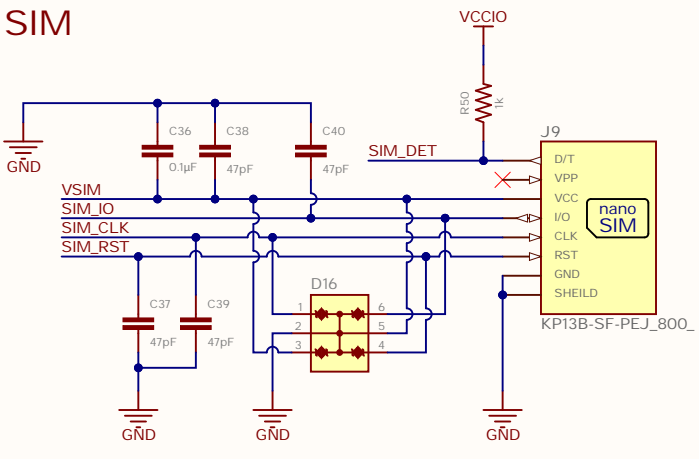 SIM
VCCIO
R50
1k
C36
0.1µF
C38
47pF
C40
47pF
GND
SIM_DET
J9
D/T
VPP
VCC
I/O
CLK
RST
GND
SHEILD
nano
SIM
KP13B-SF-PEJ_800_
VSIM
SIM_IO
SIM_CLK
SIM_RST
C37
47pF
C39
47pF
D16
1
2
3
6
5
4
GND
GND
GND